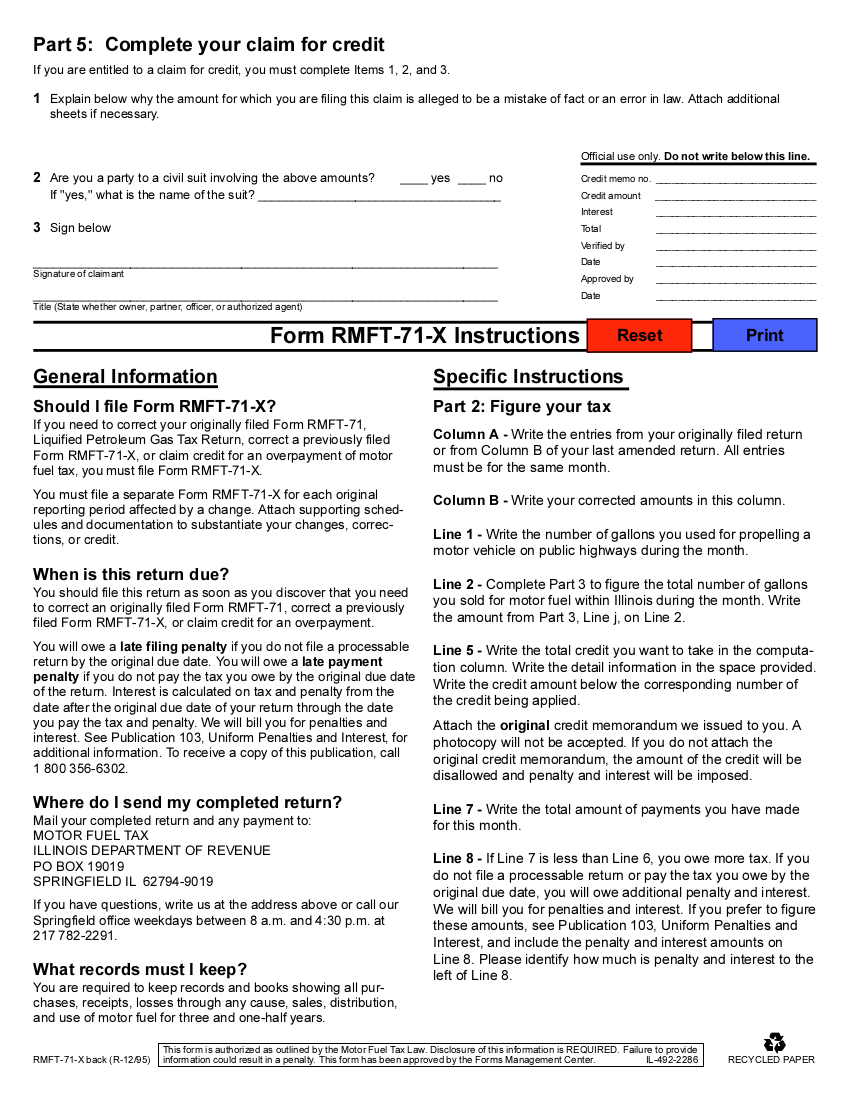 Part 5:  Complete your claim for credit
If you are entitled to a claim for credit, you must complete Items 1, 2, and 3.
1 Explain below why the amount for which you are filing this claim is alleged to be a mistake of fact or an error in law. Attach additional
sheets if necessary.
Official use only. Do not write below this line.
2 Are you a party to a civil suit involving the above amounts? ____ yes ____ no
If "yes," what is the name of the suit? ___________________________________
3 Sign below
Signature of claimant
Title (State whether owner, partner, officer, or authorized agent)
Credit memo no.
Credit amount
Interest
Total
Verified by
Date
Approved by
Date
Form RMFT-71-X Instructions
Reset
Print
General Information
Should I file Form RMFT-71-X?
If you need to correct your originally filed Form RMFT-71,
Liquified Petroleum Gas Tax Return, correct a previously filed
Form RMFT-71-X, or claim credit for an overpayment of motor
fuel tax, you must file Form RMFT-71-X.
You must file a separate Form RMFT-71-X for each original
reporting period affected by a change. Attach supporting sched-
ules and documentation to substantiate your changes, correc-
tions, or credit.
When is this return due?
You should file this return as soon as you discover that you need
to correct an originally filed Form RMFT-71, correct a previously
filed Form RMFT-71-X, or claim credit for an overpayment.
You will owe a late filing penalty if you do not file a processable
return by the original due date. You will owe a late payment
penalty if you do not pay the tax you owe by the original due date
of the return. Interest is calculated on tax and penalty from the
date after the original due date of your return through the date
you pay the tax and penalty. We will bill you for penalties and
interest. See Publication 103, Uniform Penalties and Interest, for
additional information. To receive a copy of this publication, call
1 800 356-6302.
Where do I send my completed return?
Mail your completed return and any payment to:
MOTOR FUEL TAX
ILLINOIS DEPARTMENT OF REVENUE
PO BOX 19019
SPRINGFIELD IL  62794-9019
If you have questions, write us at the address above or call our
Springfield office weekdays between 8 a.m. and 4:30 p.m. at
217 782-2291.
What records must I keep?
You are required to keep records and books showing all pur-
chases, receipts, losses through any cause, sales, distribution,
and use of motor fuel for three and one-half years.
Specific Instructions
Part 2: Figure your tax
Column A - Write the entries from your originally filed return
or from Column B of your last amended return. All entries
must be for the same month.
Column B - Write your corrected amounts in this column.
Line 1 - Write the number of gallons you used for propelling a
motor vehicle on public highways during the month.
Line 2 - Complete Part 3 to figure the total number of gallons
you sold for motor fuel within Illinois during the month. Write
the amount from Part 3, Line j, on Line 2.
Line 5 - Write the total credit you want to take in the computa-
tion column. Write the detail information in the space provided.
Write the credit amount below the corresponding number of
the credit being applied.
Attach the original credit memorandum we issued to you. A
photocopy will not be accepted. If you do not attach the
original credit memorandum, the amount of the credit will be
disallowed and penalty and interest will be imposed.
Line 7 - Write the total amount of payments you have made
for this month.
Line 8 - If Line 7 is less than Line 6, you owe more tax. If you
do not file a processable return or pay the tax you owe by the
original due date, you will owe additional penalty and interest.
We will bill you for penalties and interest. If you prefer to figure
these amounts, see Publication 103, Uniform Penalties and
Interest, and include the penalty and interest amounts on
Line 8. Please identify how much is penalty and interest to the
left of Line 8.
RMFT-71-X back (R-12/95)
This form is authorized as outlined by the Motor Fuel Tax Law. Disclosure of this information is REQUIRED. Failure to provide
information could result in a penalty. This form has been approved by the Forms Management Center. IL-492-2286
RECYCLED PAPER